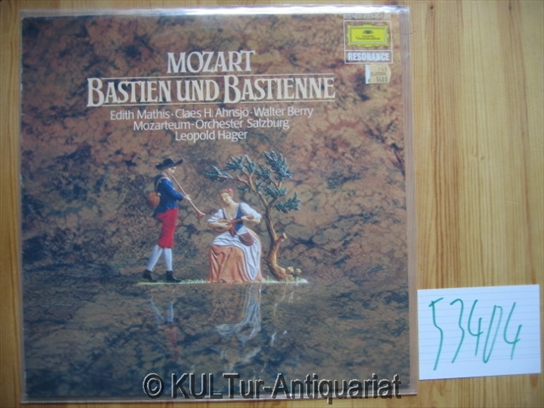 MOZART
BASTIEN UND BASTIENNE
Edith Mathis · Claes H. Ahnsjö · Walter Berry
Mozarteum-Orchester Salzburg
Leopold Hager
RESONANCE
53404
© KULTur-Antiquariat